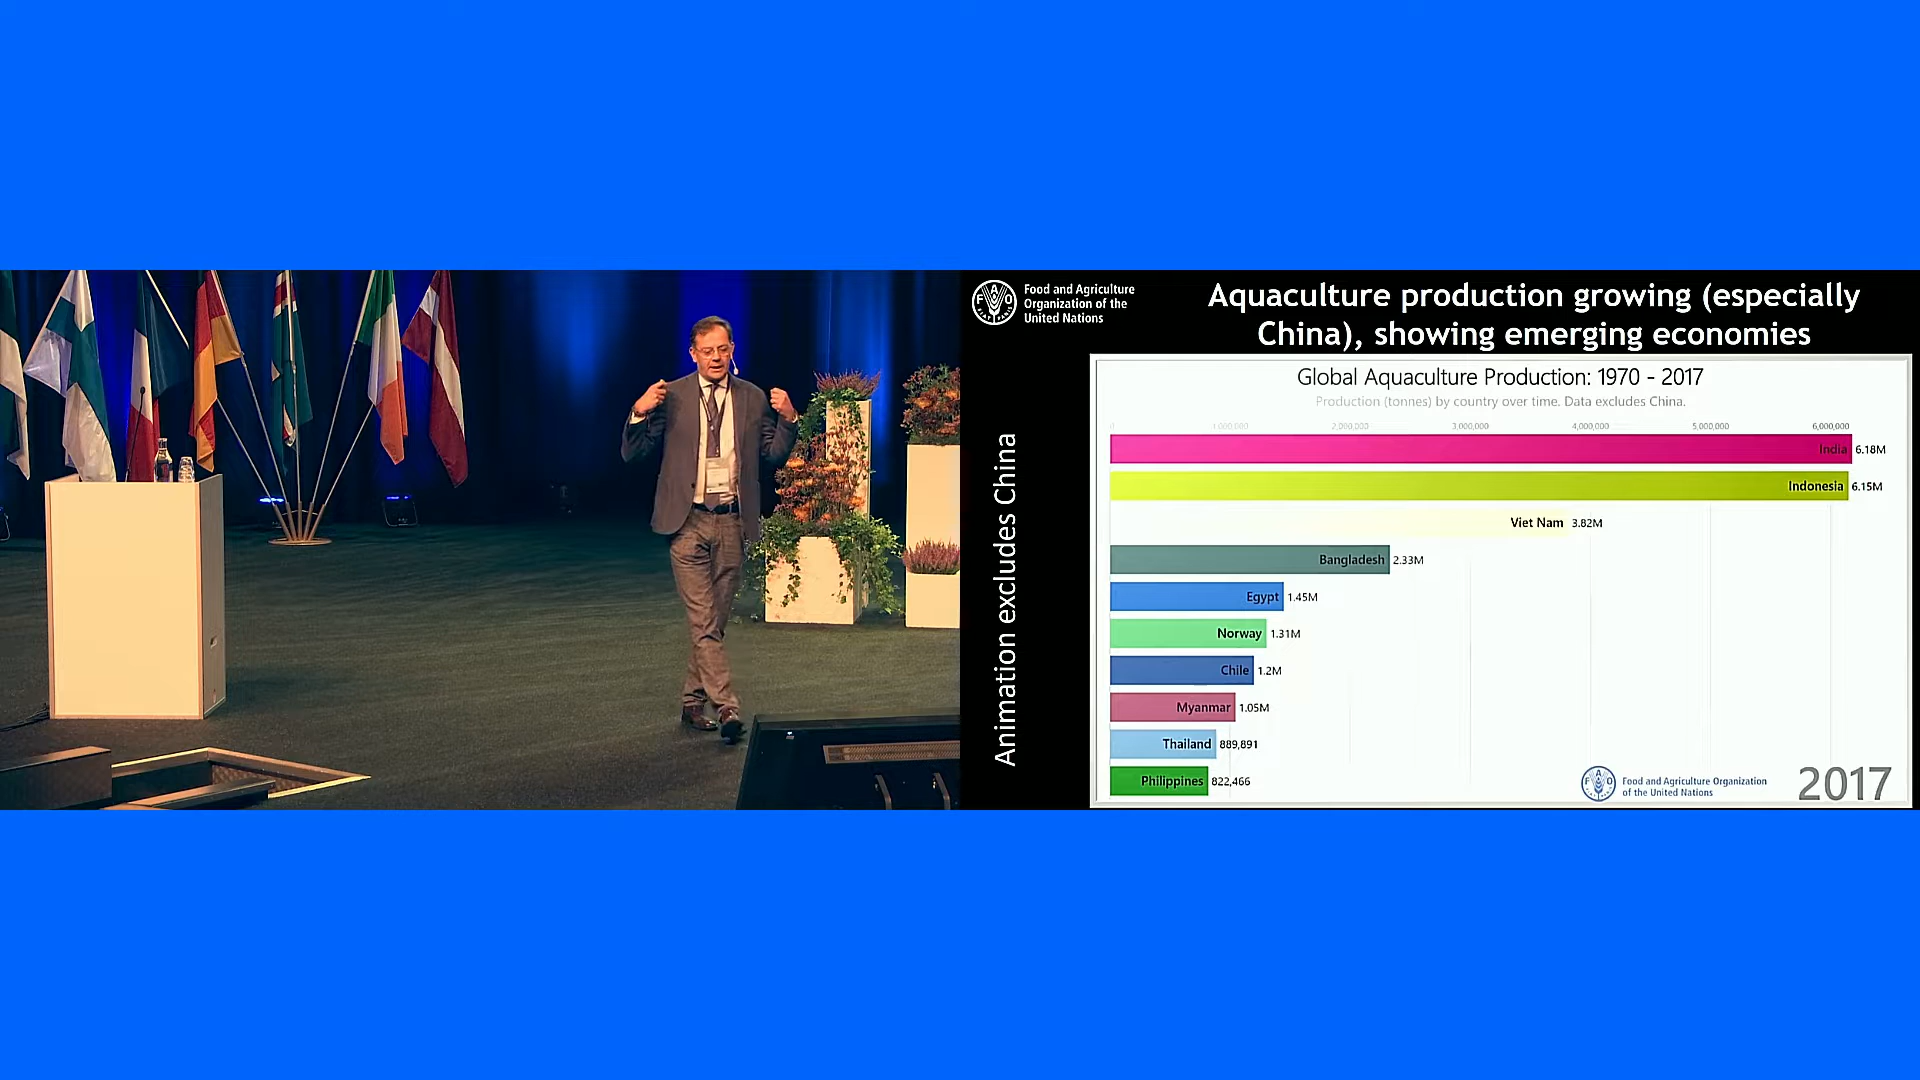 Food and Agriculture
Organization of the
United Nations
Aquaculture production growing (especially
China), showing emerging economies
Animation excludes China
Global Aquaculture Production: 1970 - 2017
Production (tonnes) by country over time. Data excludes China.
0 1,000,000 2,000,000 3,000,000 4,000,000 5,000,000 6,000,000
India 6.18M
Indonesia 6.15M
Viet Nam 3.82M
Bangladesh 2.33M
Egypt 1.45M
Norway 1.31M
Chile 1.2M
Myanmar 1.05M
Thailand 889,891
Philippines 822,466
Food and Agriculture Organization
of the United Nations
2017